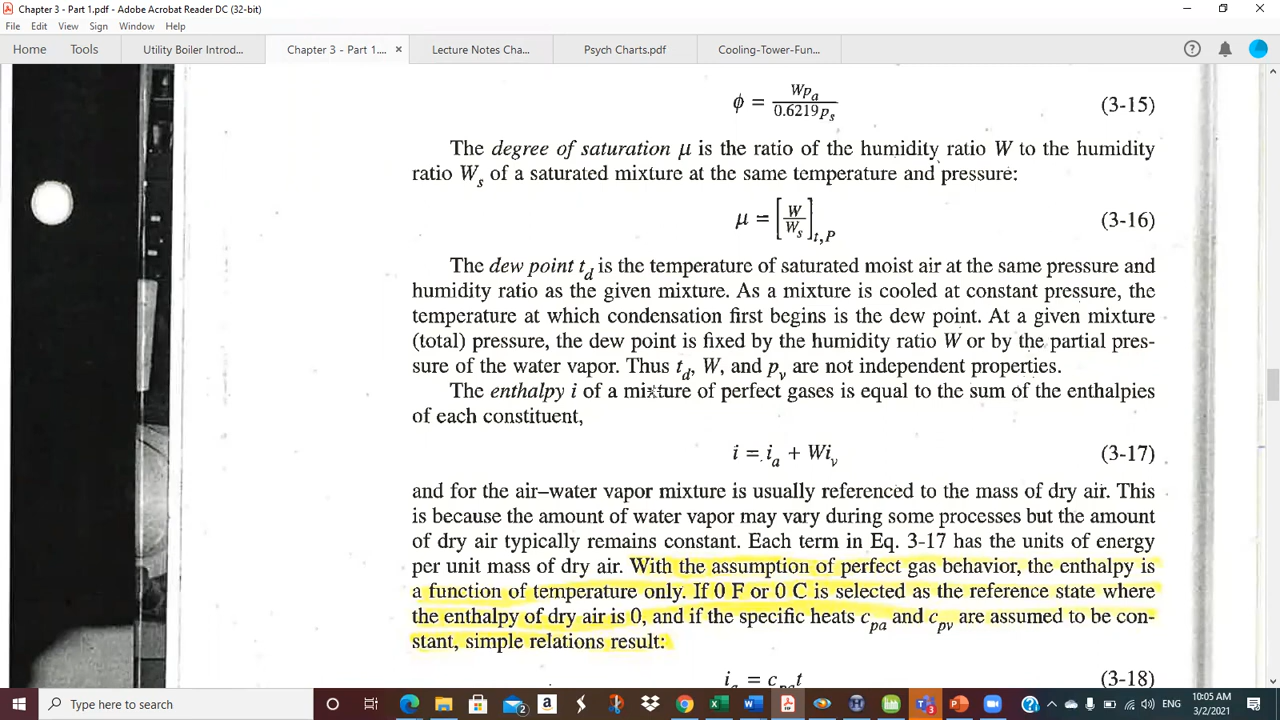 Chapter 3 - Part 1.pdf - Adobe Acrobat Reader DC (32-bit)
File Edit View Sign Window Help
Home Tools Utility Boiler Introd... Chapter 3 - Part 1.... × Lecture Notes Cha... Psych Charts.pdf Cooling-Tower-Fun...
ϕ = Wp_a / 0.6219p_s (3-15)
The degree of saturation μ is the ratio of the humidity ratio W to the humidity
ratio W_s of a saturated mixture at the same temperature and pressure:
μ = [W / W_s]_t,P (3-16)
The dew point t_d is the temperature of saturated moist air at the same pressure and
humidity ratio as the given mixture. As a mixture is cooled at constant pressure, the
temperature at which condensation first begins is the dew point. At a given mixture
(total) pressure, the dew point is fixed by the humidity ratio W or by the partial pres-
sure of the water vapor. Thus t_d, W, and p_v are not independent properties.
The enthalpy i of a mixture of perfect gases is equal to the sum of the enthalpies
of each constituent,
i = i_a + Wi_v (3-17)
and for the air–water vapor mixture is usually referenced to the mass of dry air. This
is because the amount of water vapor may vary during some processes but the amount
of dry air typically remains constant. Each term in Eq. 3-17 has the units of energy
per unit mass of dry air. With the assumption of perfect gas behavior, the enthalpy is
a function of temperature only. If 0 F or 0 C is selected as the reference state where
the enthalpy of dry air is 0, and if the specific heats c_pa and c_pv are assumed to be con-
stant, simple relations result:
i_a = c_pa t (3-18)
Type here to search
ENG
10:05 AM
3/2/2021